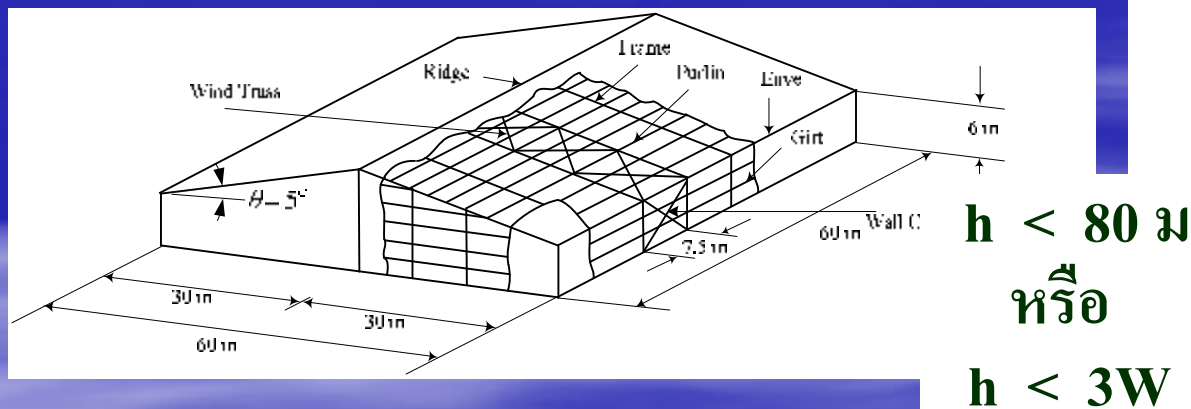 Frame
Ridge
Purlin
Eave
Wind Truss
6 m
Girt
θ = 5°
60 m
Wall C
7.5 m
30 m
30 m
60 m
h < 80 ม
หรือ
h < 3W